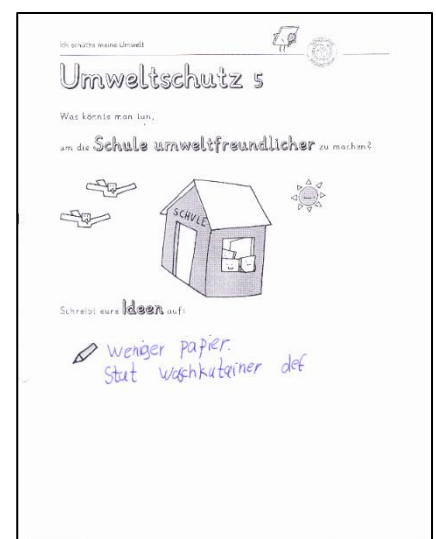 Ich schütze meine Umwelt
Umweltschutz 5
Was könnte man tun,
um die Schule umweltfreundlicher zu machen?
SCHULE
Schreibt eure Ideen auf:
weniger papier.
Stat waschkutainer def